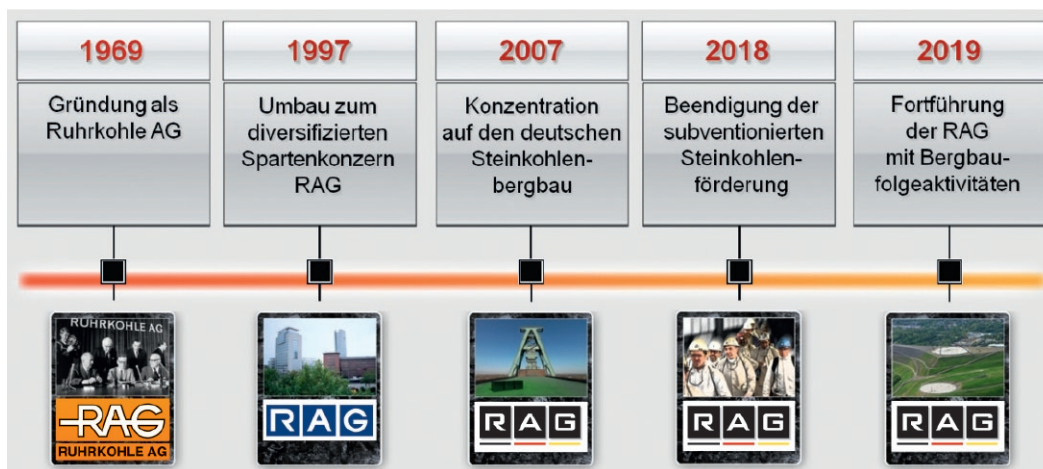 1969
Gründung als
Ruhrkohle AG
1997
Umbau zum
diversifizierten
Spartenkonzern
RAG
2007
Konzentration
auf den deutschen
Steinkohlen-
bergbau
2018
Beendigung der
subventionierten
Steinkohlen-
förderung
2019
Fortführung
der RAG
mit Bergbau-
folgeaktivitäten
RUHRKOHLE AG
RAG
RUHRKOHLE AG
RAG
RAG
RAG
RAG